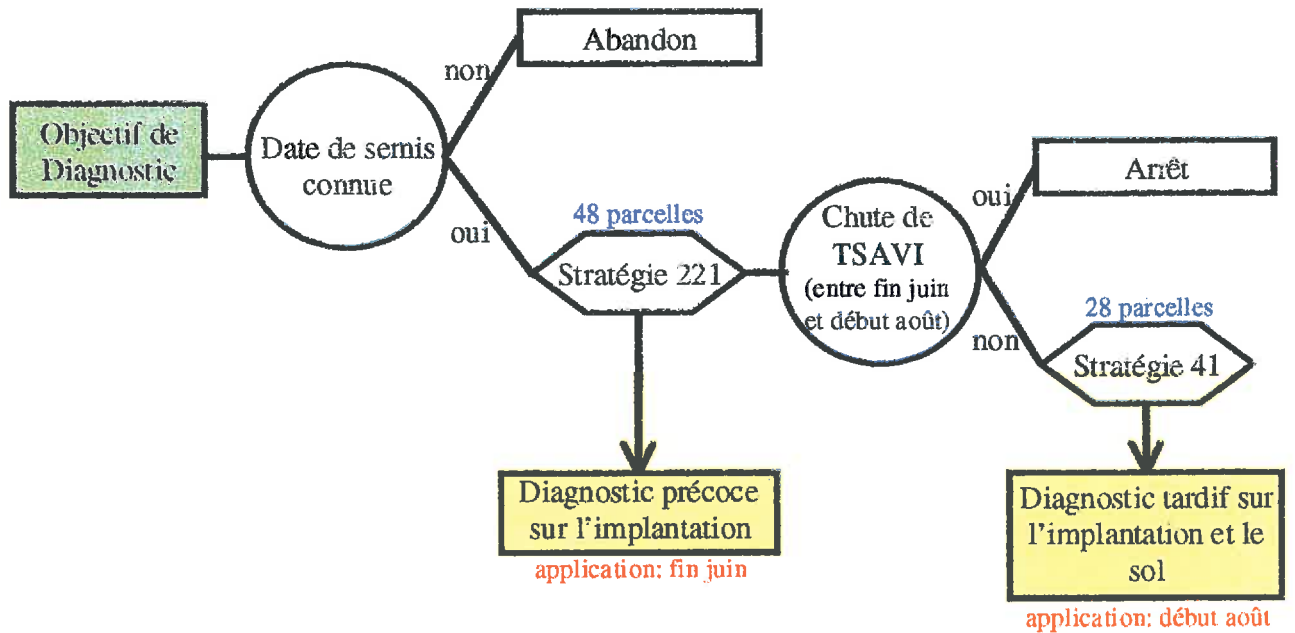 Abandon
non
Objectif de
Diagnostic
Date de semis
connue
oui
48 parcelles
Stratégie 221
Chute de
TSAVI
(entre fin juin
et début août)
oui
Arrêt
non
28 parcelles
Stratégie 41
Diagnostic précoce
sur l'implantation
application: fin juin
Diagnostic tardif sur
l'implantation et le
sol
application: début août